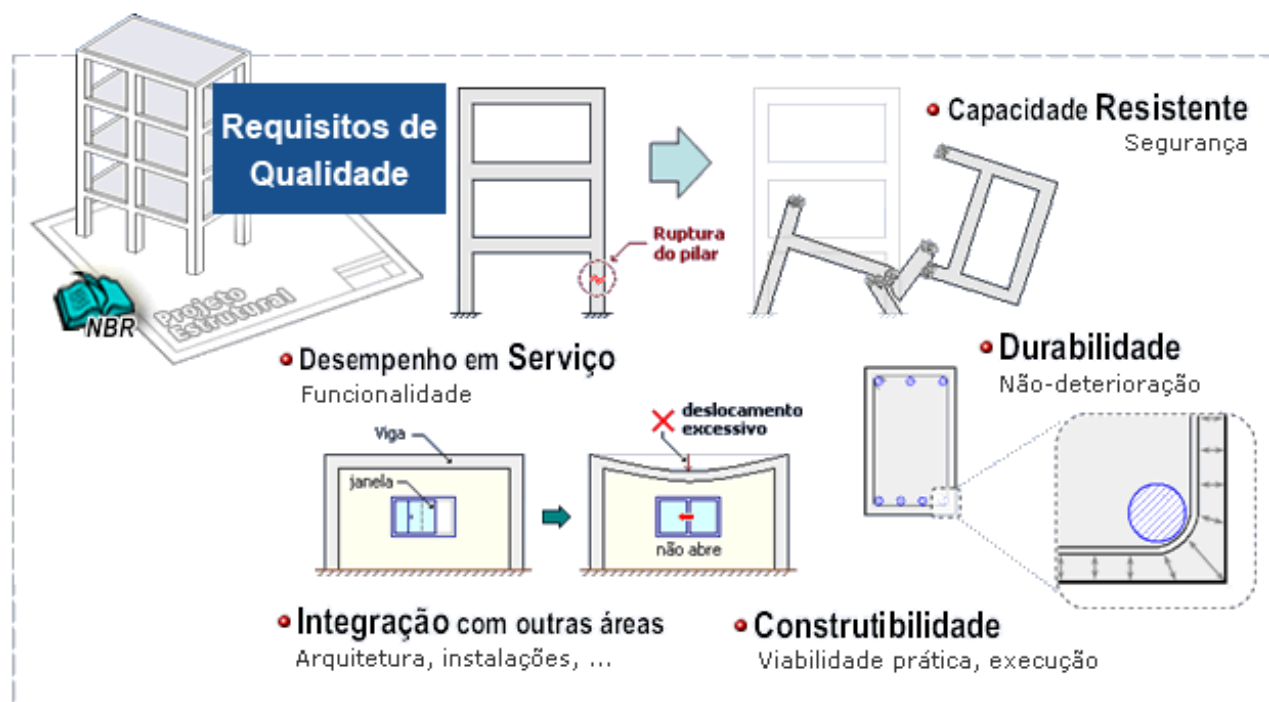 Requisitos de
Qualidade
NBR
Projeto
Estrutural
Ruptura
do pilar
• Capacidade Resistente
Segurança
• Desempenho em Serviço
Funcionalidade
Viga
janela
deslocamento
excessivo
não abre
• Durabilidade
Não-deterioração
• Integração com outras áreas
Arquitetura, instalações, ...
• Construtibilidade
Viabilidade prática, execução